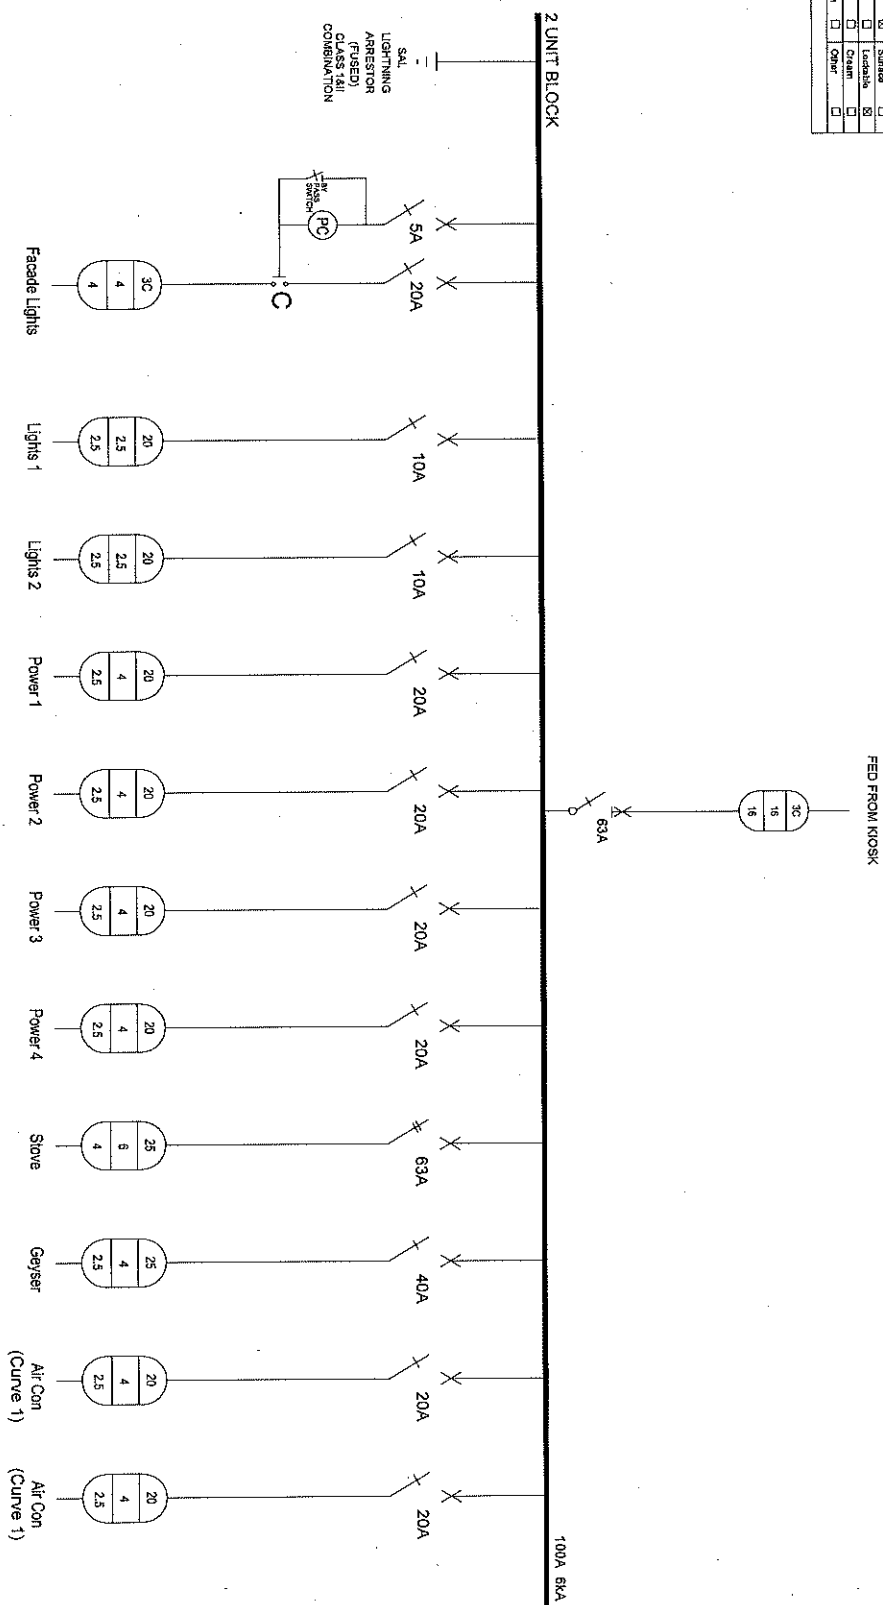 Surface
Lockable
Cream
Other
FED FROM KIOSK
3C
16
16
63A
2 UNIT BLOCK
100A 6kA
SAL
LIGHTNING
ARRESTOR
(FUSED)
CLASS 1&II
COMBINATION
5A
BY
PASS
SWITCH
PC
20A
C
3C
4
4
Facade Lights
10A
20
2.5
2.5
Lights 1
10A
20
2.5
2.5
Lights 2
20A
20
4
2.5
Power 1
20A
20
4
2.5
Power 2
20A
20
4
2.5
Power 3
20A
20
4
2.5
Power 4
63A
25
6
4
Stove
40A
25
4
2.5
Geyser
20A
20
4
2.5
Air Con
(Curve 1)
20A
20
4
2.5
Air Con
(Curve 1)